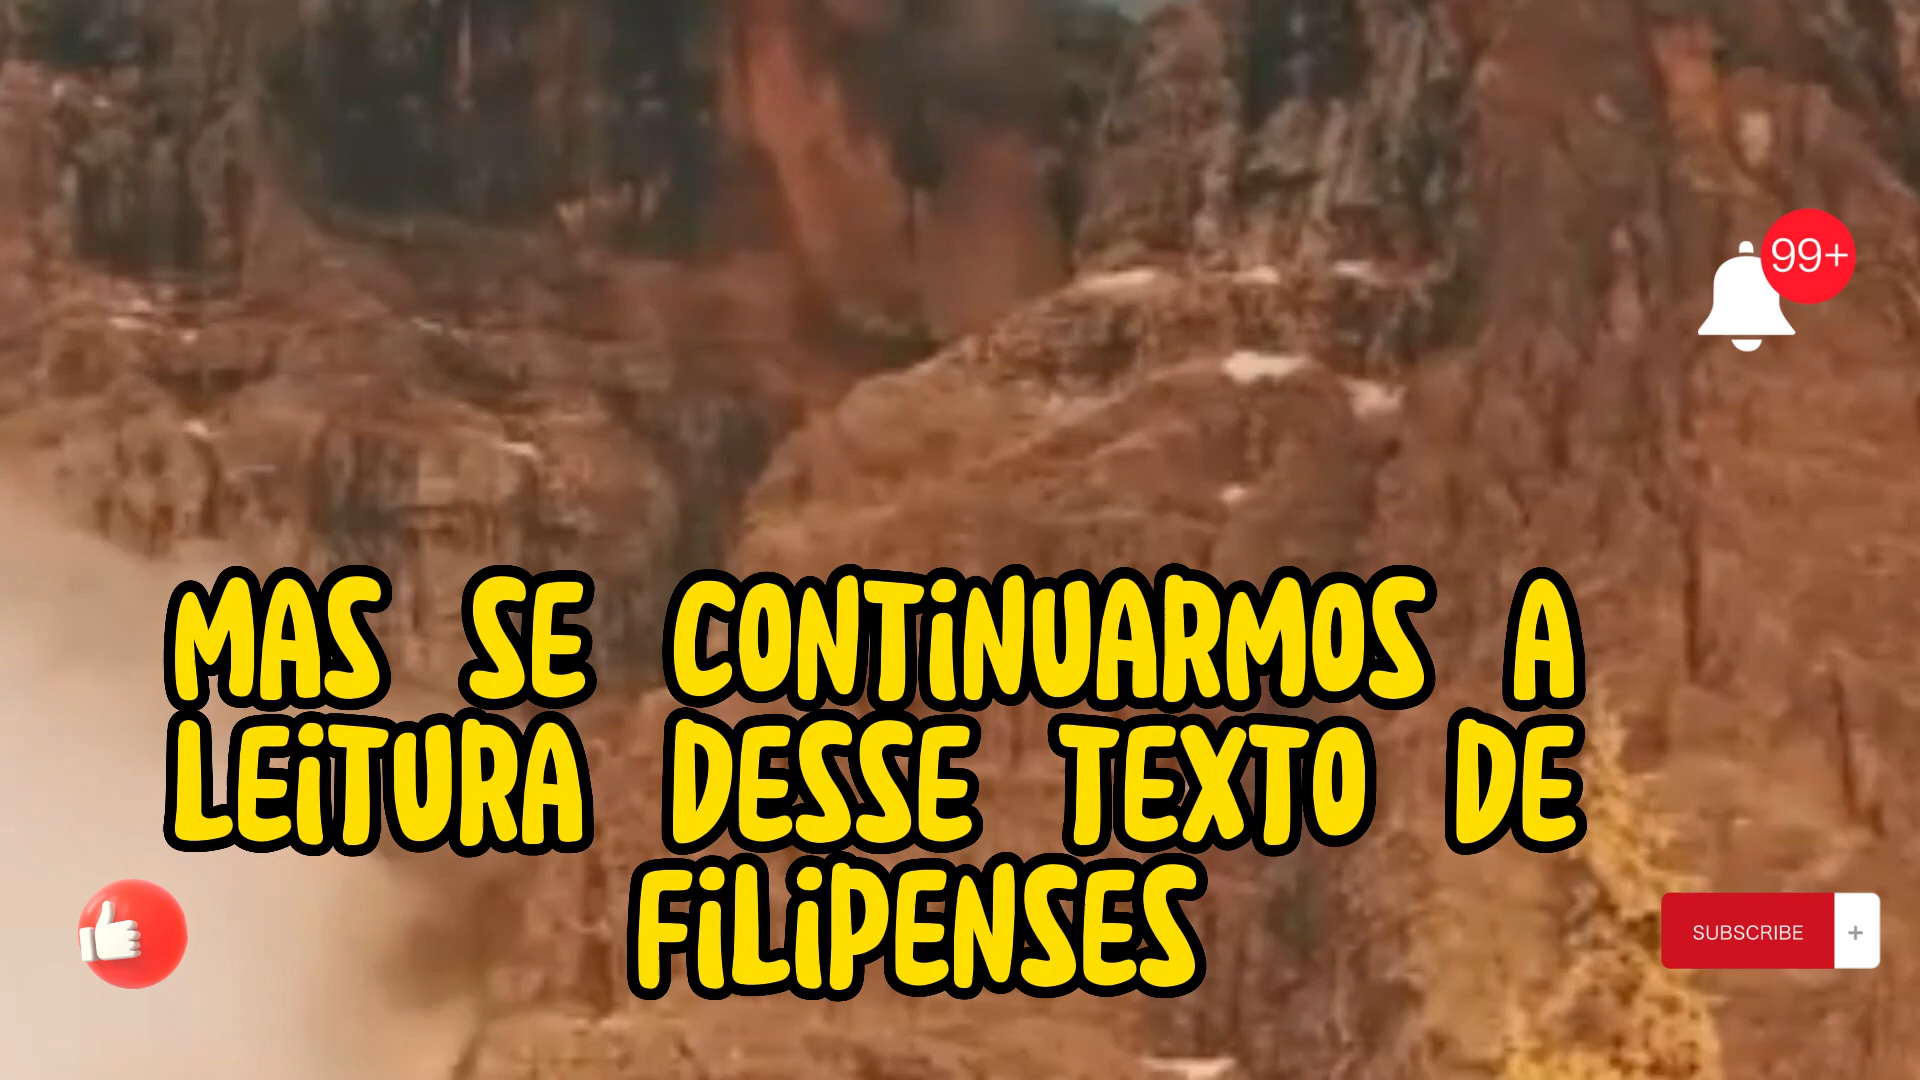 99+
MAS SE CONTINUARMOS A
LEITURA DESSE TEXTO DE
FILIPENSES
SUBSCRIBE +